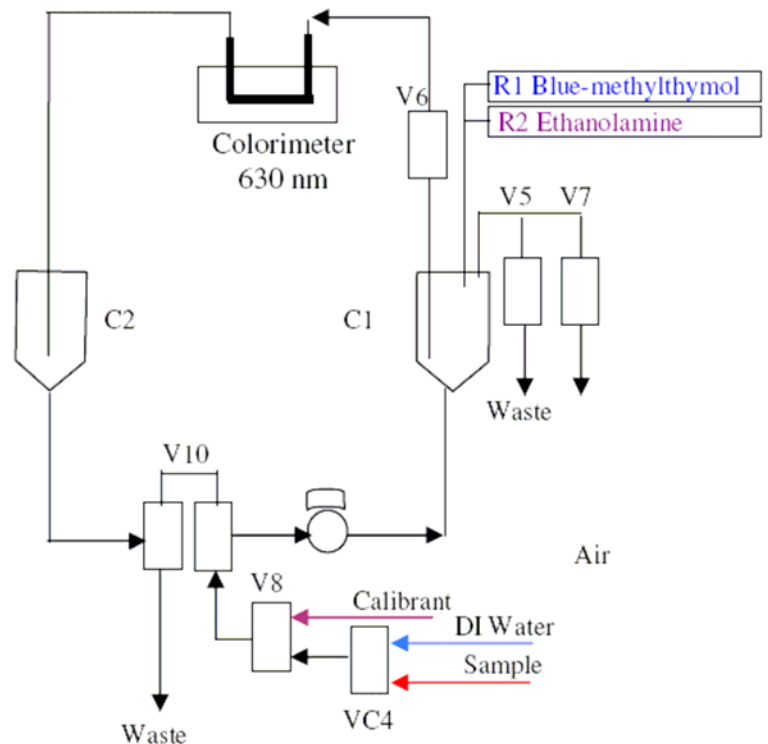 V6
R1 Blue-methylthymol
R2 Ethanolamine
Colorimeter
630 nm
V5
V7
C2
C1
Waste
V10
Air
V8
Calibrant
DI Water
Sample
VC4
Waste